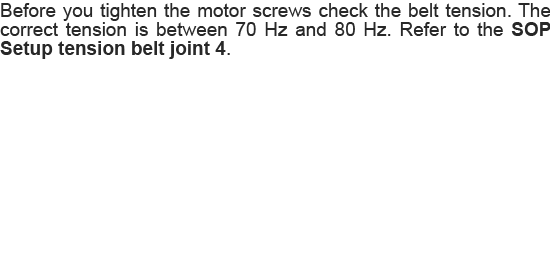 Before you tighten the motor screws check the belt tension. The
correct tension is between 70 Hz and 80 Hz. Refer to the SOP
Setup tension belt joint 4.